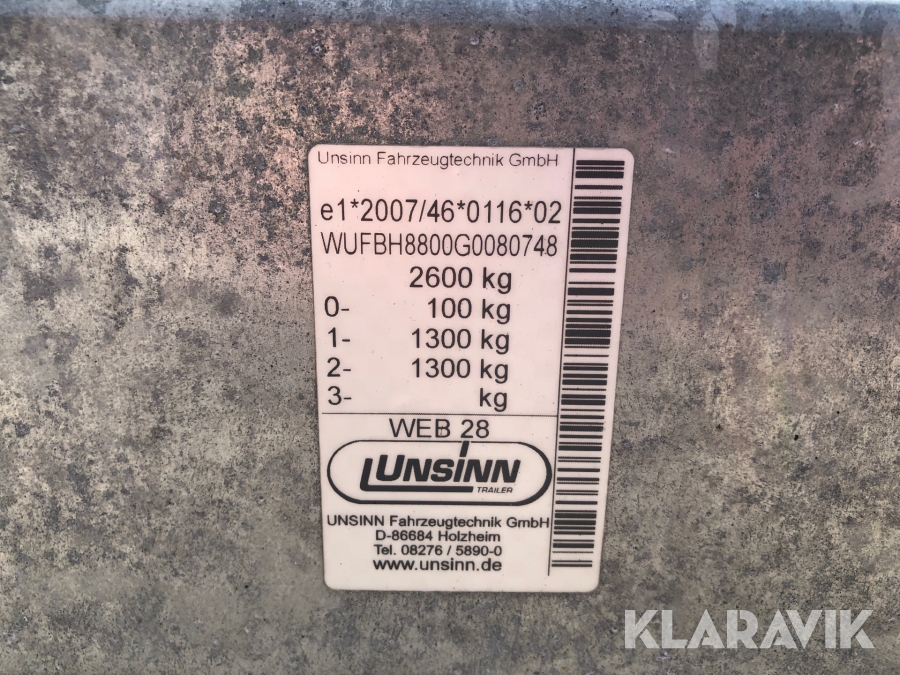 Unsinn Fahrzeugtechnik GmbH
e1*2007/46*0116*02
WUFBH8800G0080748
2600 kg
0- 100 kg
1- 1300 kg
2- 1300 kg
3- kg
WEB 28
UNSINN
TRAILER
UNSINN Fahrzeugtechnik GmbH
D-86684 Holzheim
Tel. 08276 / 5890-0
www.unsinn.de
KLARAVIK